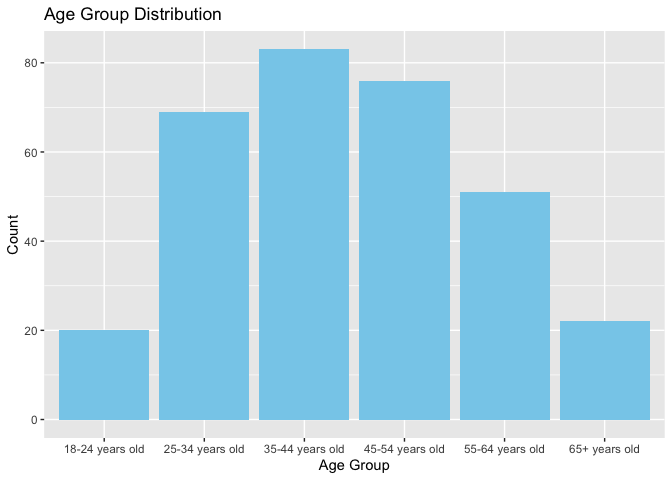 Age Group Distribution
Count
80
60
40
20
0
18-24 years old 25-34 years old 35-44 years old 45-54 years old 55-64 years old 65+ years old
Age Group